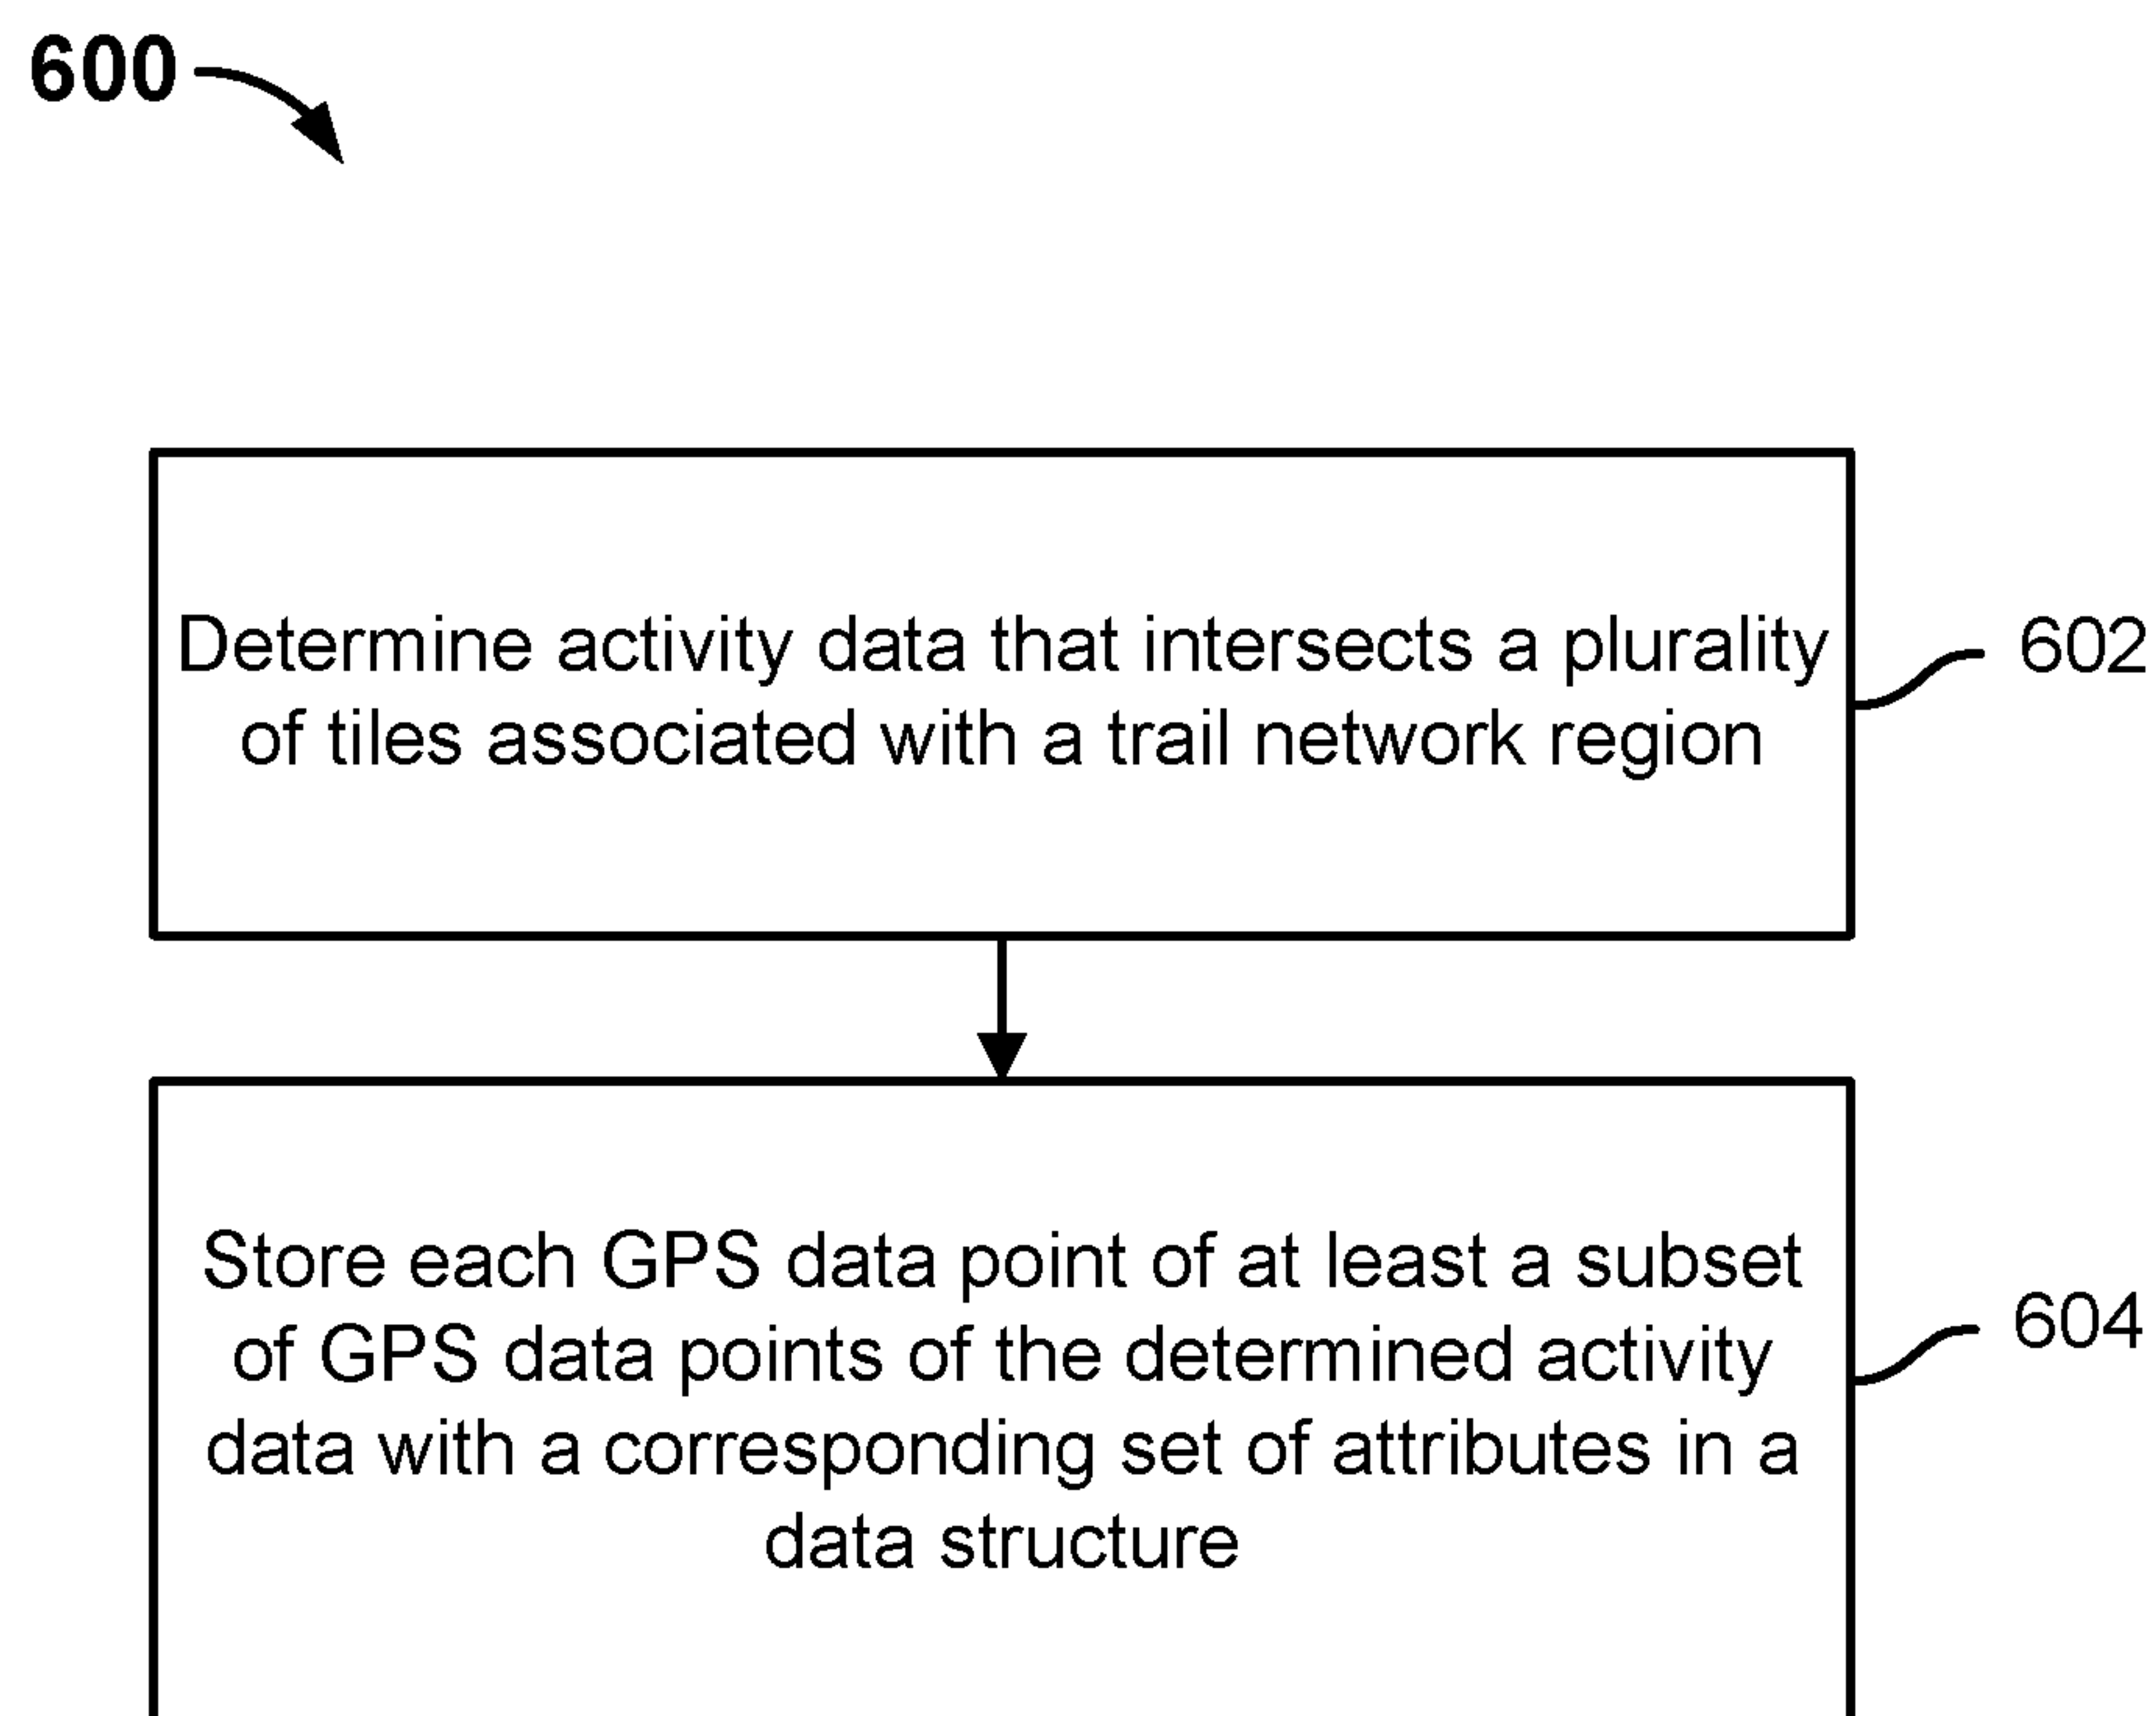 600
Determine activity data that intersects a plurality
of tiles associated with a trail network region
602
Store each GPS data point of at least a subset
of GPS data points of the determined activity
data with a corresponding set of attributes in a
data structure
604